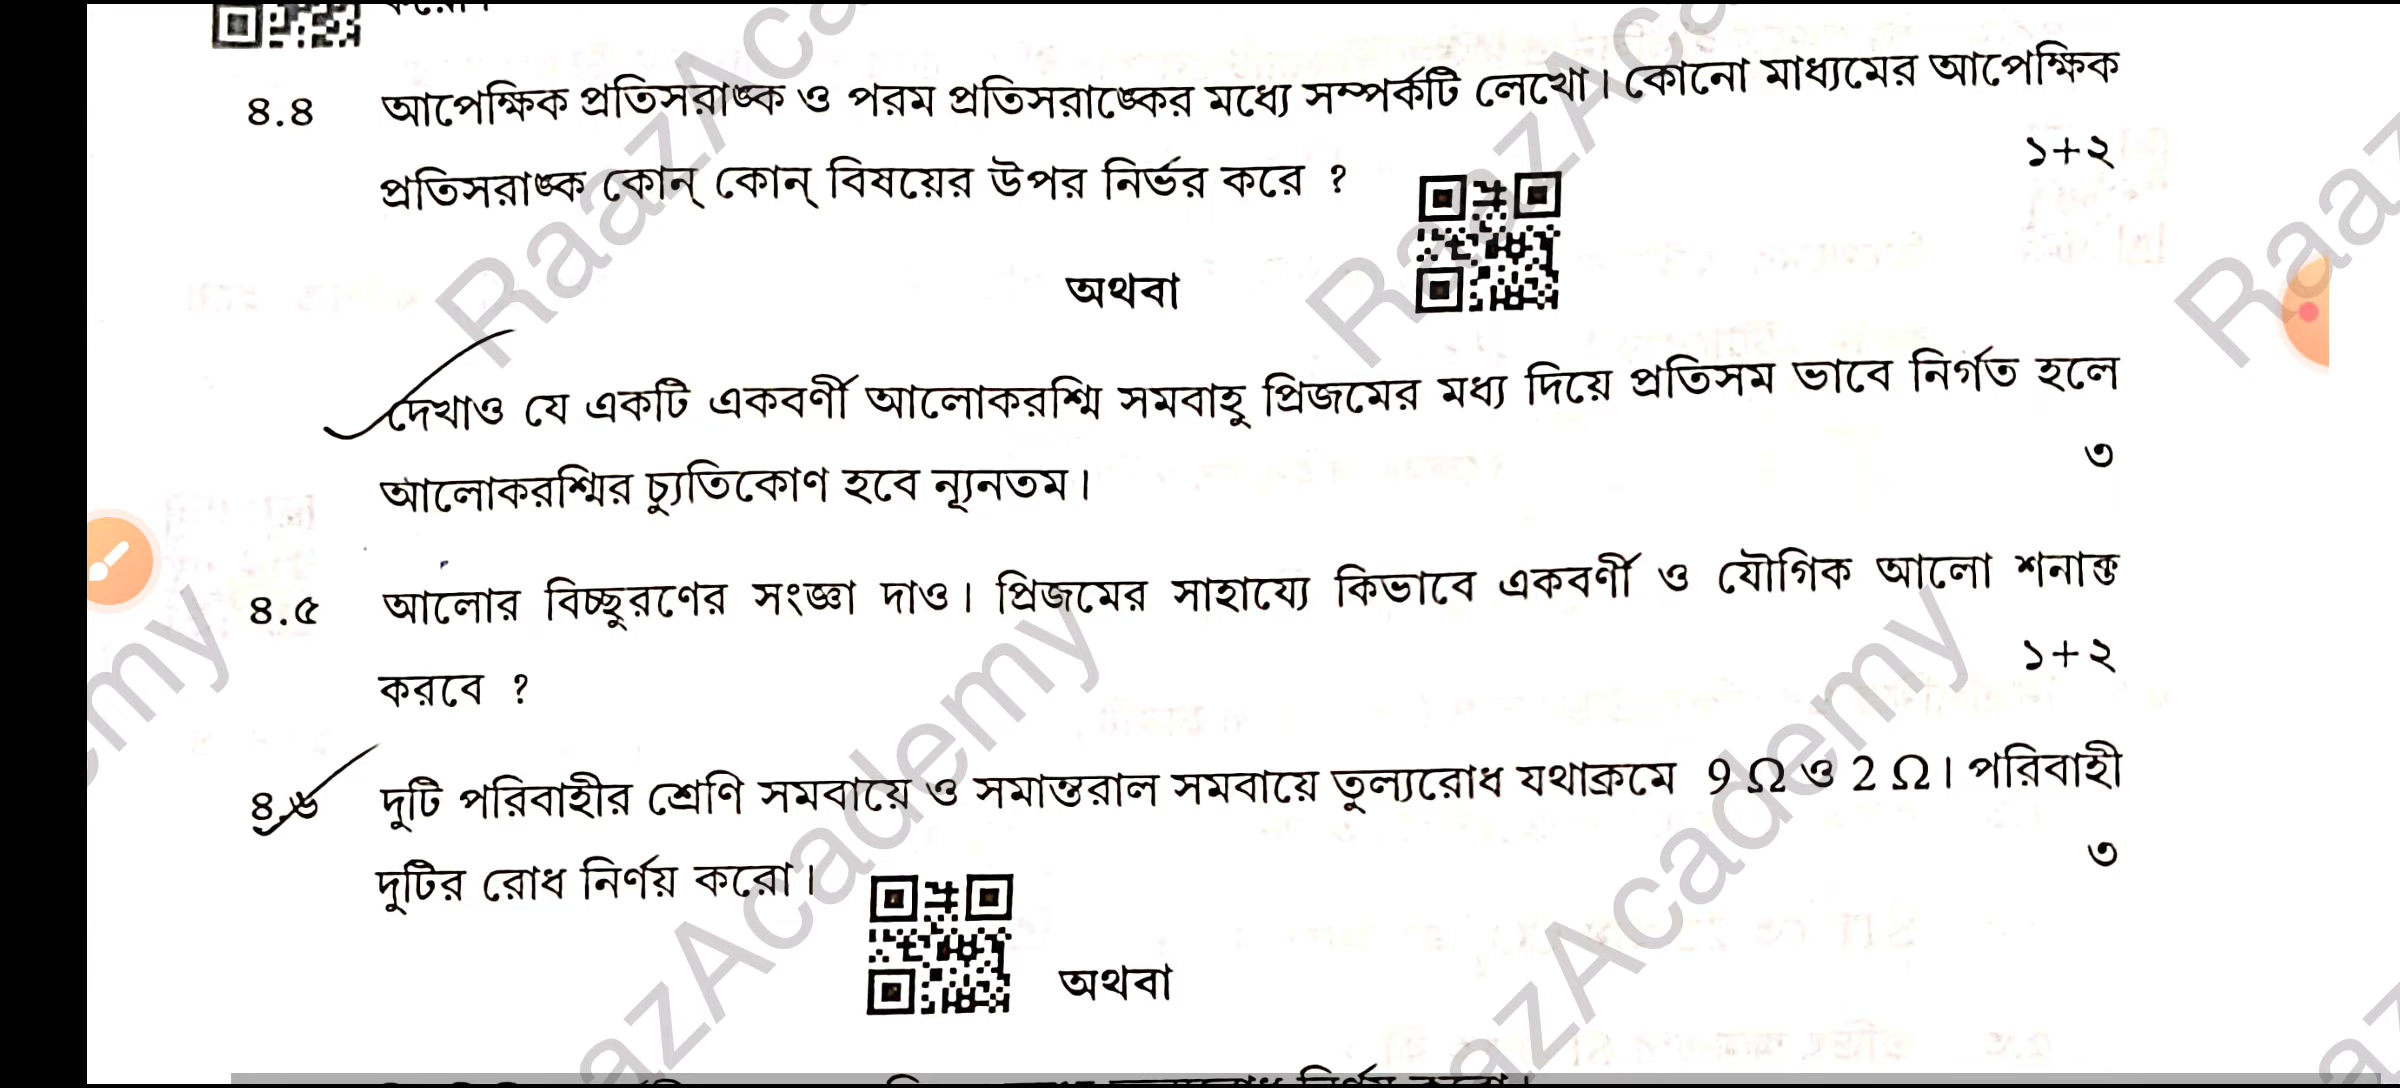 ৪.৪ আপেক্ষিক প্রতিসরাঙ্ক ও পরম প্রতিসরাঙ্কের মধ্যে সম্পর্কটি লেখো। কোনো মাধ্যমের আপেক্ষিক
প্রতিসরাঙ্ক কোন্ কোন্ বিষয়ের উপর নির্ভর করে ? ১+২
অথবা
দেখাও যে একটি একবর্ণী আলোকরশ্মি সমবাহু প্রিজমের মধ্য দিয়ে প্রতিসম ভাবে নির্গত হলে
আলোকরশ্মির চ্যুতিকোণ হবে ন্যূনতম। ৩
৪.৫ আলোর বিচ্ছুরণের সংজ্ঞা দাও। প্রিজমের সাহায্যে কিভাবে একবর্ণী ও যৌগিক আলো শনাক্ত
করবে ? ১+২
৪.৬ দুটি পরিবাহীর শ্রেণি সমবায়ে ও সমান্তরাল সমবায়ে তুল্যরোধ যথাক্রমে 9 Ω ও 2 Ω। পরিবাহী
দুটির রোধ নির্ণয় করো। ৩
অথবা
RaazAcademy